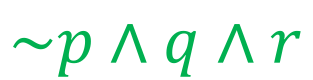 ~p ∧ q ∧ r